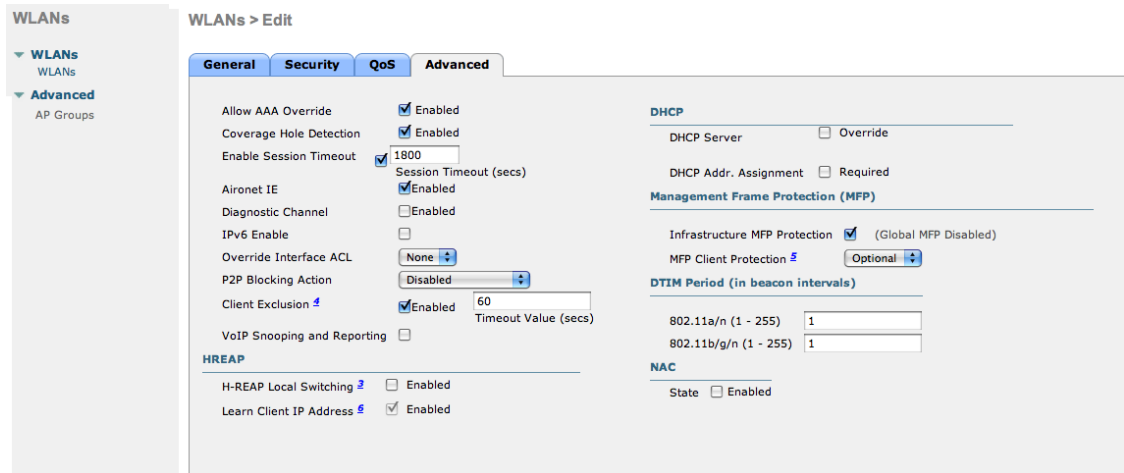 WLANs
WLANs
WLANs
Advanced
AP Groups
WLANs > Edit
General Security QoS Advanced
Allow AAA Override Enabled
Coverage Hole Detection Enabled
Enable Session Timeout 1800
Session Timeout (secs)
Aironet IE Enabled
Diagnostic Channel Enabled
IPv6 Enable
Override Interface ACL None
P2P Blocking Action Disabled
Client Exclusion 4 Enabled 60
Timeout Value (secs)
VoIP Snooping and Reporting
HREAP
H-REAP Local Switching 3 Enabled
Learn Client IP Address 6 Enabled
DHCP
DHCP Server Override
DHCP Addr. Assignment Required
Management Frame Protection (MFP)
Infrastructure MFP Protection (Global MFP Disabled)
MFP Client Protection 5 Optional
DTIM Period (in beacon intervals)
802.11a/n (1 - 255) 1
802.11b/g/n (1 - 255) 1
NAC
State Enabled